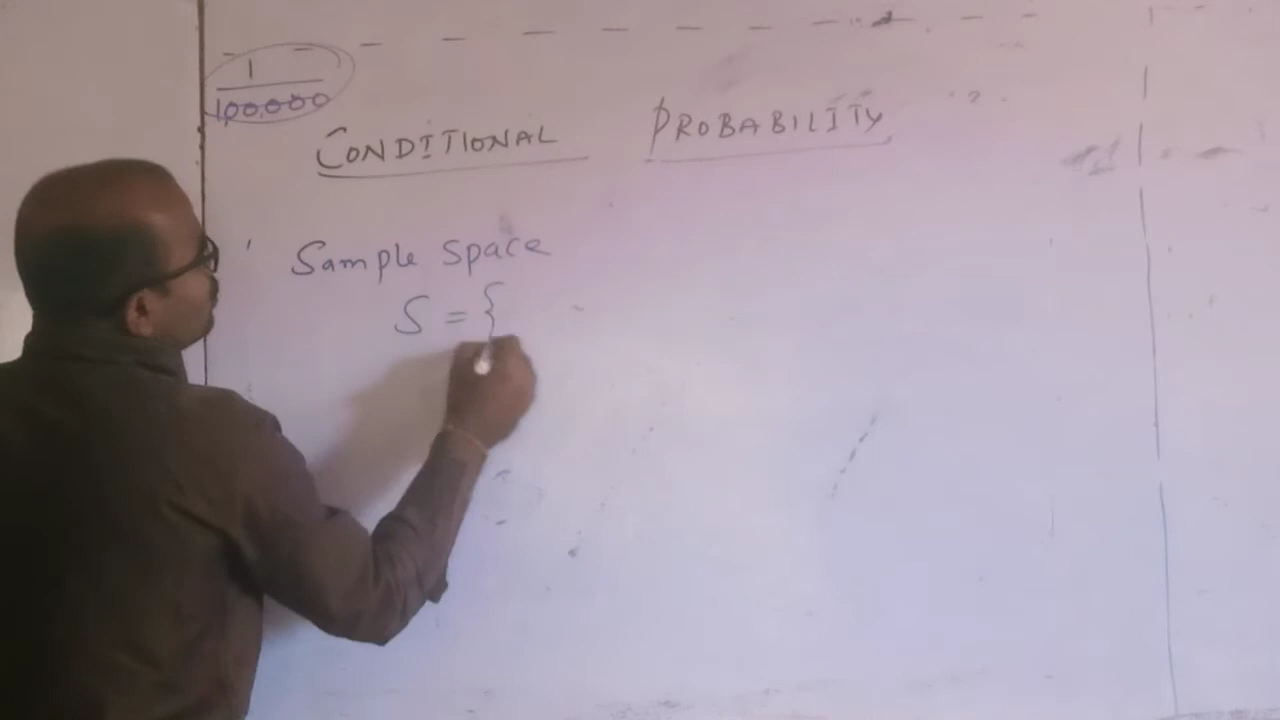 1
100,000
CONDITIONAL PROBABILITY
Sample space
S = {